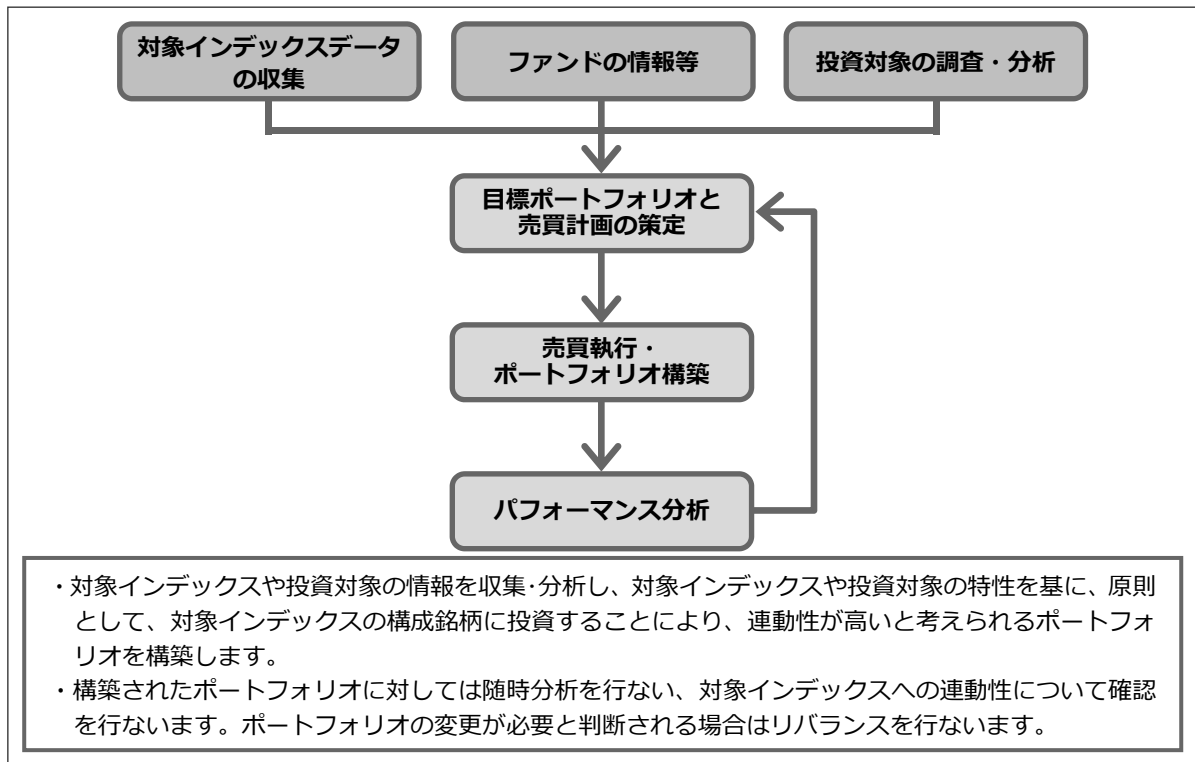 対象インデックスデータ
の収集
ファンドの情報等
投資対象の調査・分析
目標ポートフォリオと
売買計画の策定
売買執行・
ポートフォリオ構築
パフォーマンス分析
・対象インデックスや投資対象の情報を収集・分析し、対象インデックスや投資対象の特性を基に、原則
として、対象インデックスの構成銘柄に投資することにより、連動性が高いと考えられるポートフォ
リオを構築します。
・構築されたポートフォリオに対しては随時分析を行ない、対象インデックスへの連動性について確認
を行ないます。ポートフォリオの変更が必要と判断される場合はリバランスを行ないます。